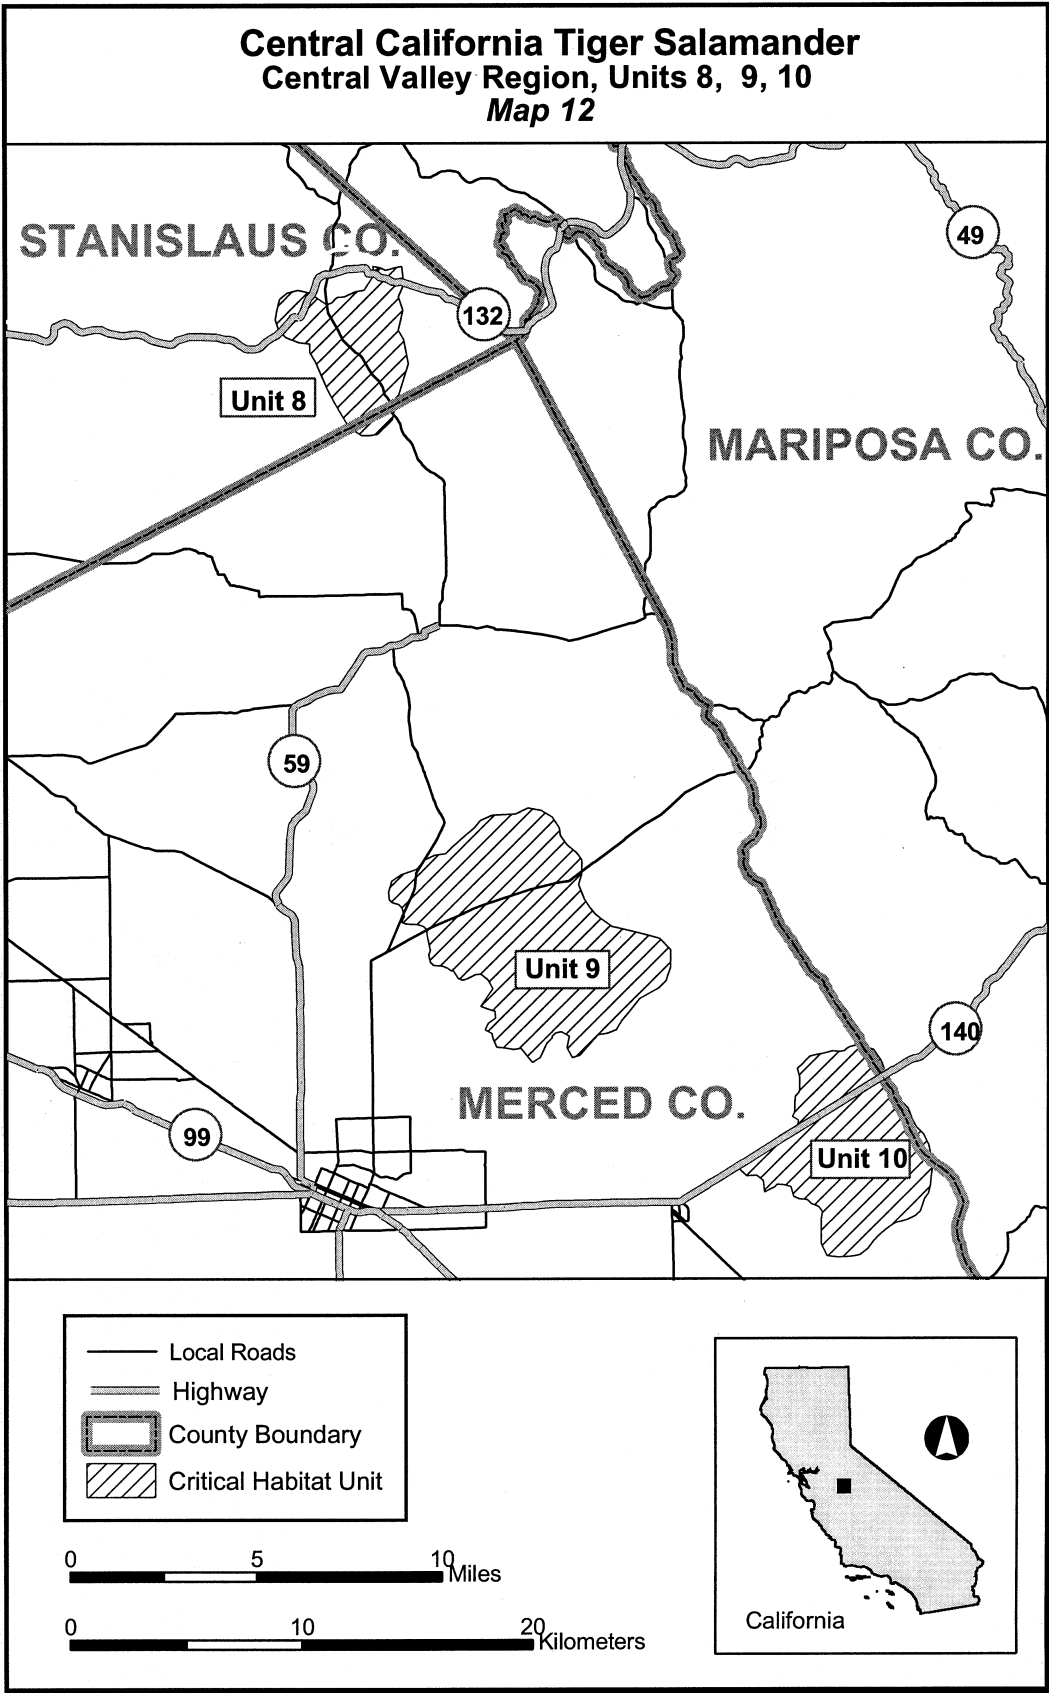 Central California Tiger Salamander
Central Valley Region, Units 8, 9, 10
Map 12
STANISLAUS CO.
49
132
Unit 8
MARIPOSA CO.
59
Unit 9
140
MERCED CO.
99
Unit 10
Local Roads
Highway
County Boundary
Critical Habitat Unit
0 5 10 Miles
0 10 20 Kilometers
California